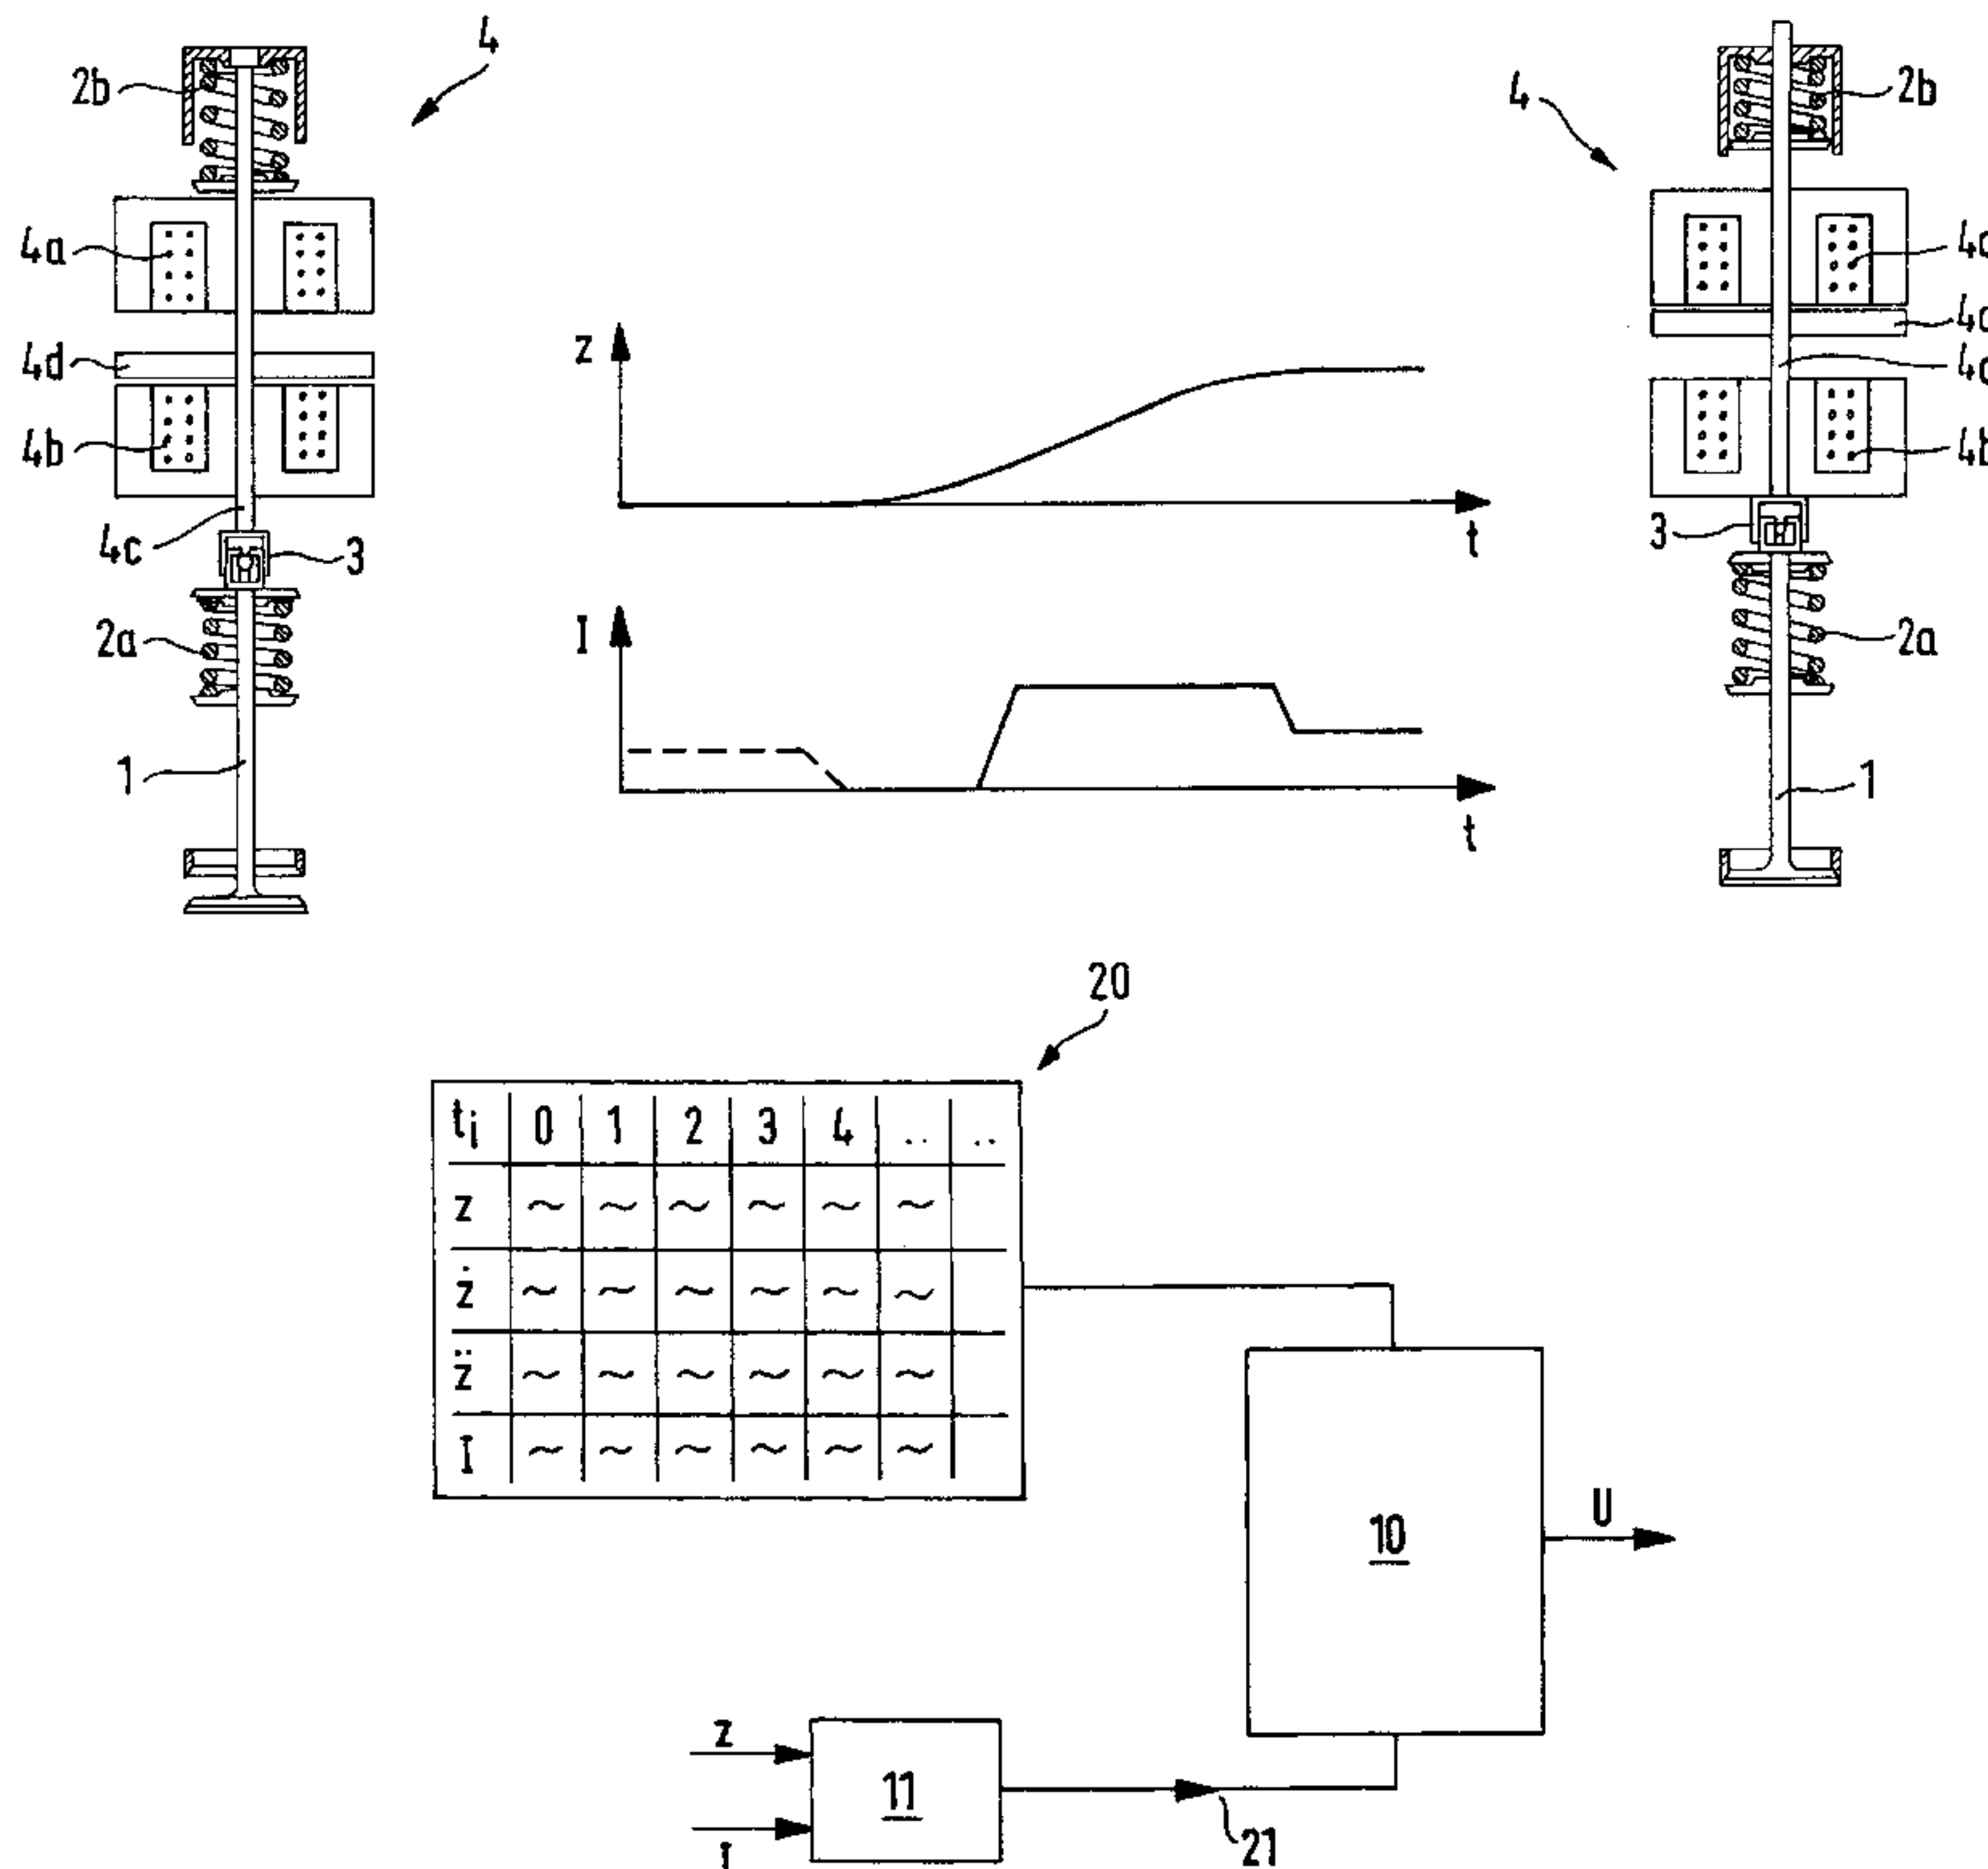 4
2b
4a
4d
4b
4c
3
2a
1
z
t
I
t
4
2b
4b
3
2a
1
20
ti 0 1 2 3 4 .. ..
z ~ ~ ~ ~ ~ ~
ż ~ ~ ~ ~ ~ ~
z̈ ~ ~ ~ ~ ~ ~
I ~ ~ ~ ~ ~ ~
10
U
z
11
I
21